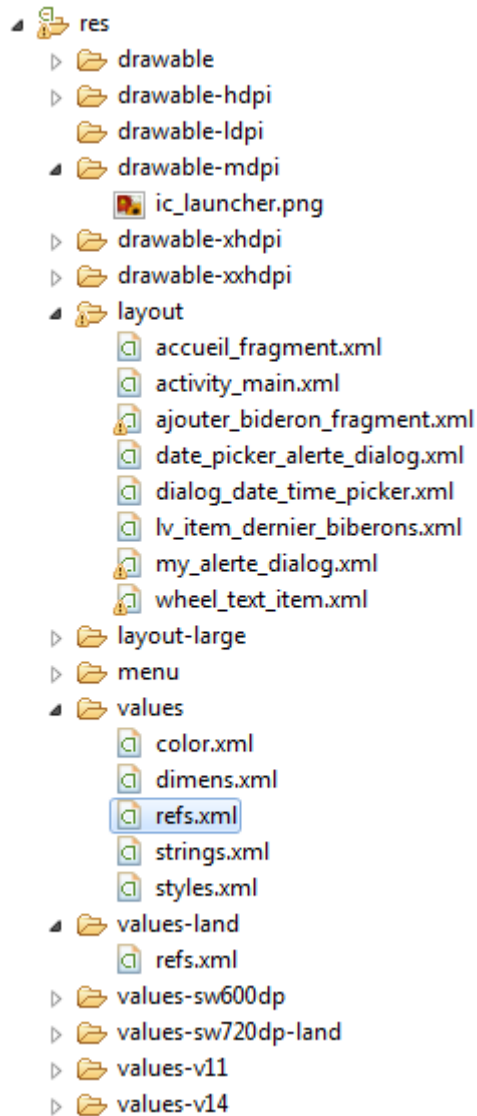 res
drawable
drawable-hdpi
drawable-ldpi
drawable-mdpi
ic_launcher.png
drawable-xhdpi
drawable-xxhdpi
layout
accueil_fragment.xml
activity_main.xml
ajouter_bideron_fragment.xml
date_picker_alerte_dialog.xml
dialog_date_time_picker.xml
lv_item_dernier_biberons.xml
my_alerte_dialog.xml
wheel_text_item.xml
layout-large
menu
values
color.xml
dimens.xml
refs.xml
strings.xml
styles.xml
values-land
refs.xml
values-sw600dp
values-sw720dp-land
values-v11
values-v14